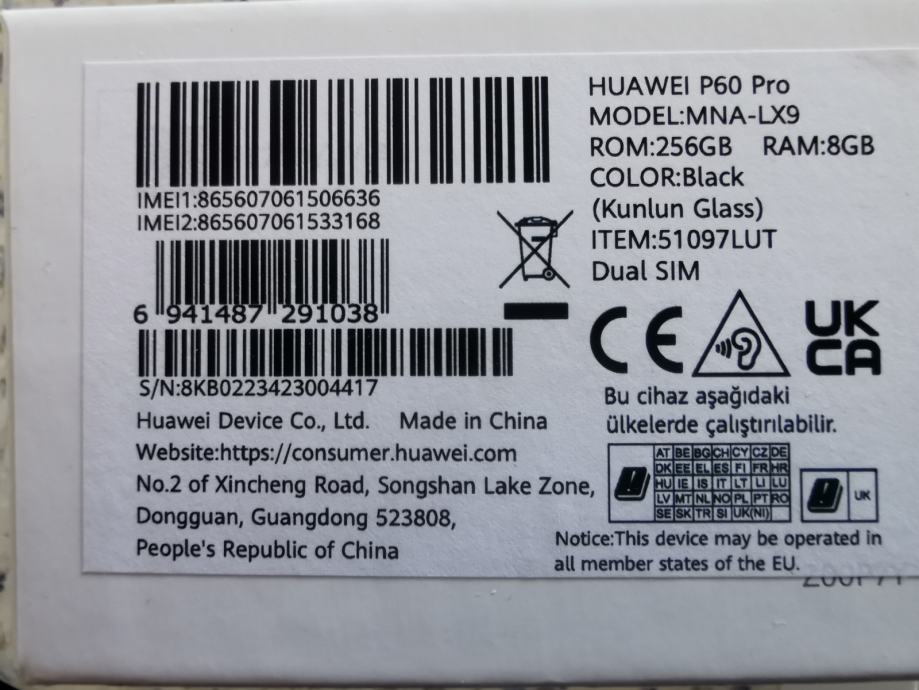 IMEI1:865607061506636
IMEI2:865607061533168
6 941487 291038
S/N:8KB0223423004417
Huawei Device Co., Ltd. Made in China
Website:https://consumer.huawei.com
No.2 of Xincheng Road, Songshan Lake Zone,
Dongguan, Guangdong 523808,
People's Republic of China
HUAWEI P60 Pro
MODEL:MNA-LX9
ROM:256GB RAM:8GB
COLOR:Black
(Kunlun Glass)
ITEM:51097LUT
Dual SIM
CE
UK
CA
Bu cihaz aşağıdaki
ülkelerde çalıştırılabilir.
AT BE BG CH CY CZ DE
DK EE EL ES FI FR HR
HU IE IS IT LT LI LU
LV MT NL NO PL PT RO
SE SK TR SI UK(NI)
UK
Notice:This device may be operated in
all member states of the EU.